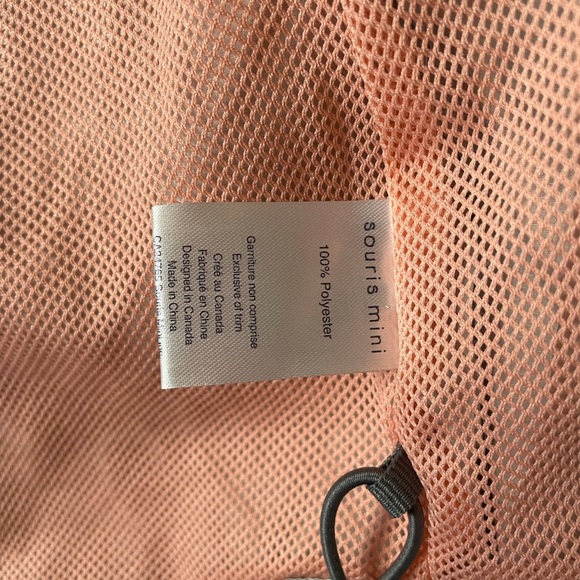 souris mini
100% Polyester
Garniture non comprise
Exclusive of trim
Créé au Canada
Fabriqué en Chine
Designed in Canada
Made in China
CA24765